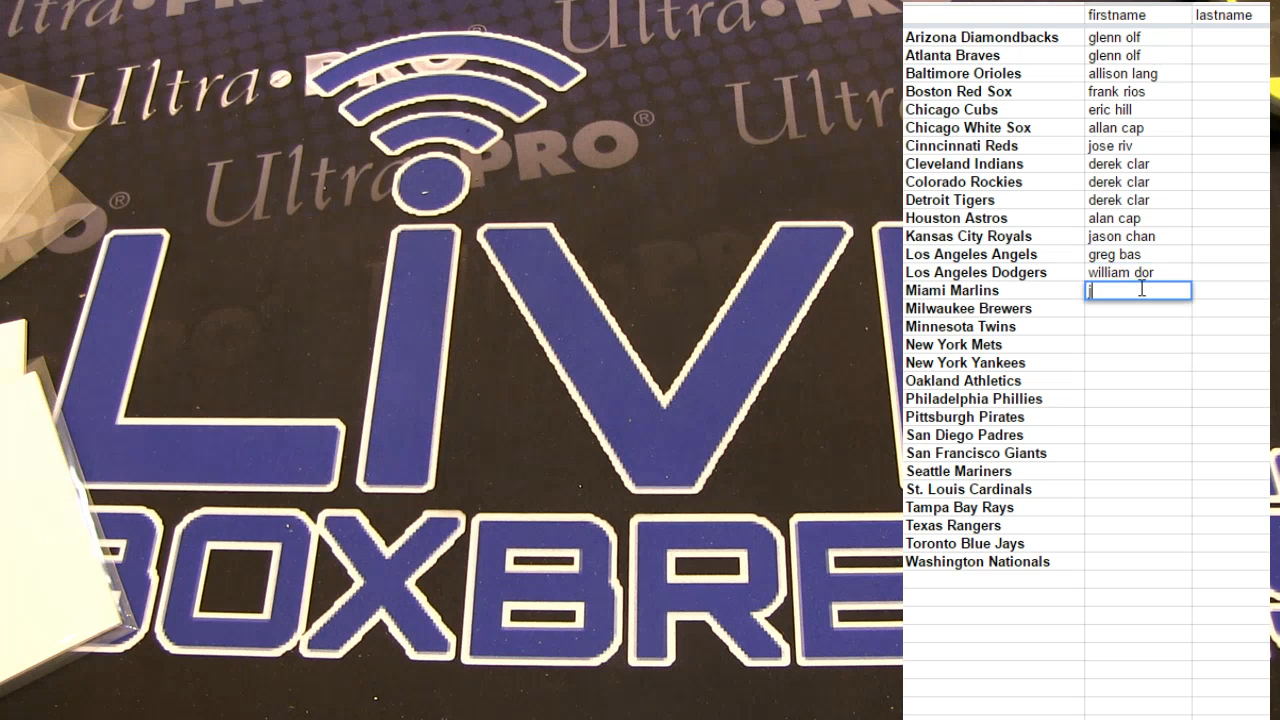 Ultra•PRO
Ultra•PRO
Ultra•PRO®
Ultra
Ultra PRO®
PRO®
LiV
BOXBRE
firstname lastname
Arizona Diamondbacks glenn olf
Atlanta Braves glenn olf
Baltimore Orioles allison lang
Boston Red Sox frank rios
Chicago Cubs eric hill
Chicago White Sox allan cap
Cinncinnati Reds jose riv
Cleveland Indians derek clar
Colorado Rockies derek clar
Detroit Tigers derek clar
Houston Astros alan cap
Kansas City Royals jason chan
Los Angeles Angels greg bas
Los Angeles Dodgers william dor
Miami Marlins j
Milwaukee Brewers
Minnesota Twins
New York Mets
New York Yankees
Oakland Athletics
Philadelphia Phillies
Pittsburgh Pirates
San Diego Padres
San Francisco Giants
Seattle Mariners
St. Louis Cardinals
Tampa Bay Rays
Texas Rangers
Toronto Blue Jays
Washington Nationals